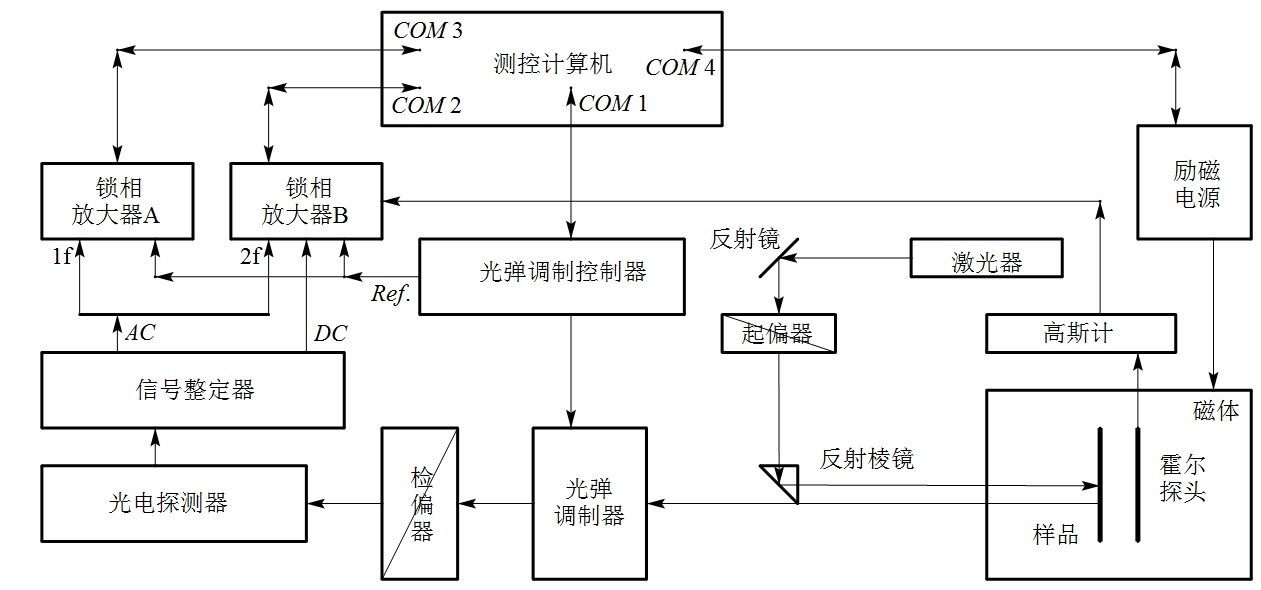 COM 3
测控计算机
COM 4
COM 2
COM 1
锁相
放大器A
锁相
放大器B
励磁
电源
1f
2f
光弹调制控制器
反射镜
激光器
Ref.
AC
DC
起偏器
高斯计
信号整定器
磁体
检
偏
器
光弹
调制器
反射棱镜
霍尔
探头
光电探测器
样品